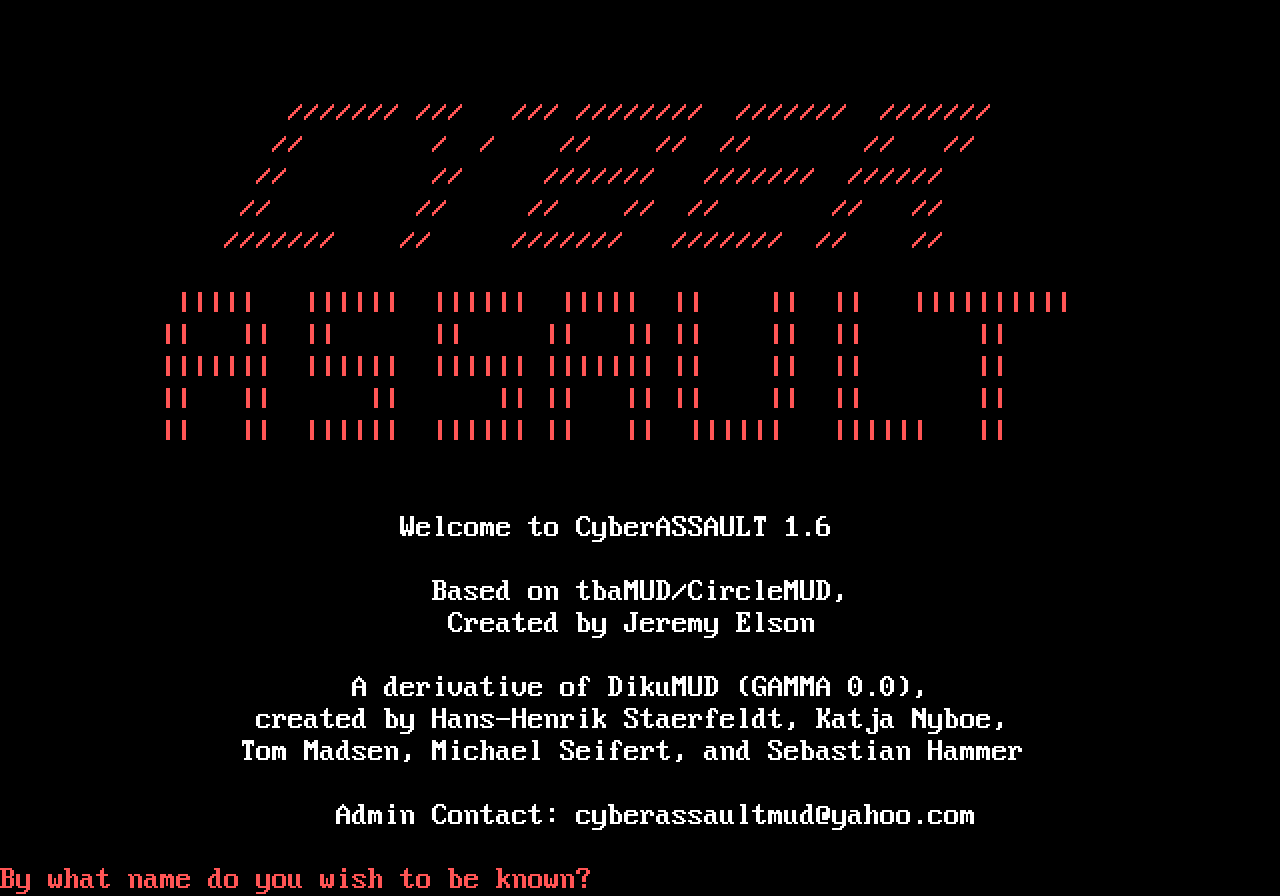 CYBER
ASSAULT
Welcome to CyberASSAULT 1.6
Based on tbaMUD/CircleMUD,
Created by Jeremy Elson
A derivative of DikuMUD (GAMMA 0.0),
created by Hans-Henrik Staerfeldt, Katja Nyboe,
Tom Madsen, Michael Seifert, and Sebastian Hammer
Admin Contact: cyberassaultmud@yahoo.com
By what name do you wish to be known?